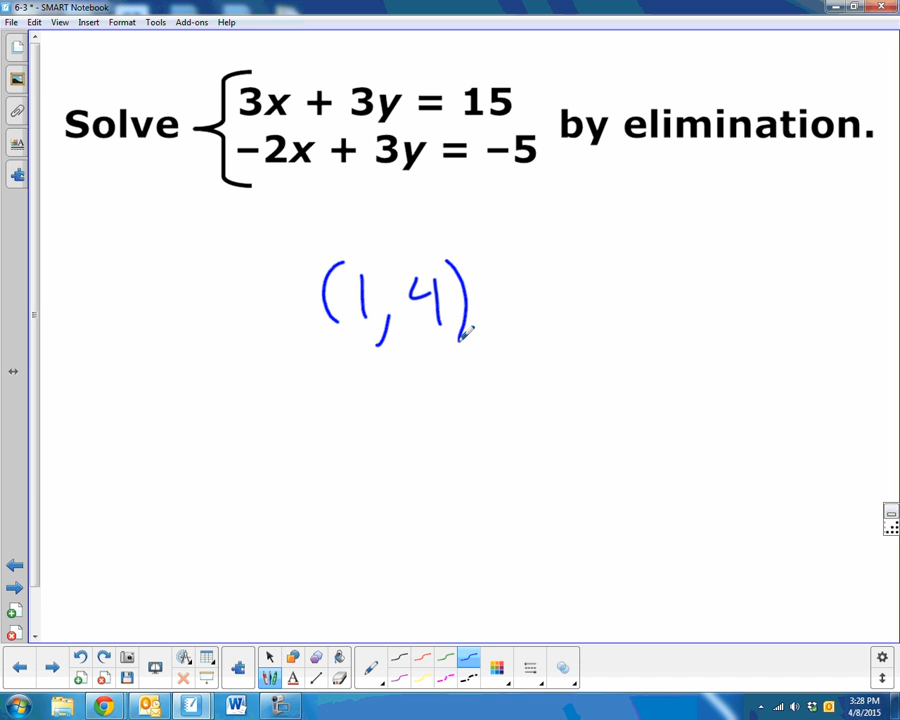 6-3 * - SMART Notebook
File Edit View Insert Format Tools Add-ons Help
Solve { 3x + 3y = 15
−2x + 3y = −5 by elimination.
(1, 4)
A
W
3:28 PM
4/8/2015